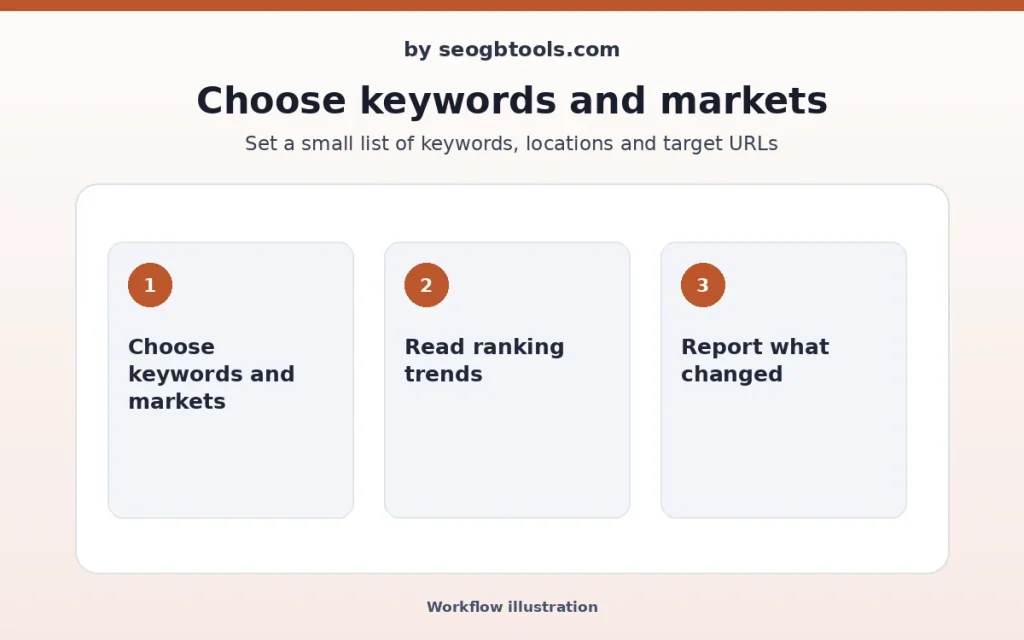 by seogbtools.com
Choose keywords and markets
Set a small list of keywords, locations and target URLs
1
Choose
keywords and
markets
2
Read ranking
trends
3
Report what
changed
Workflow illustration